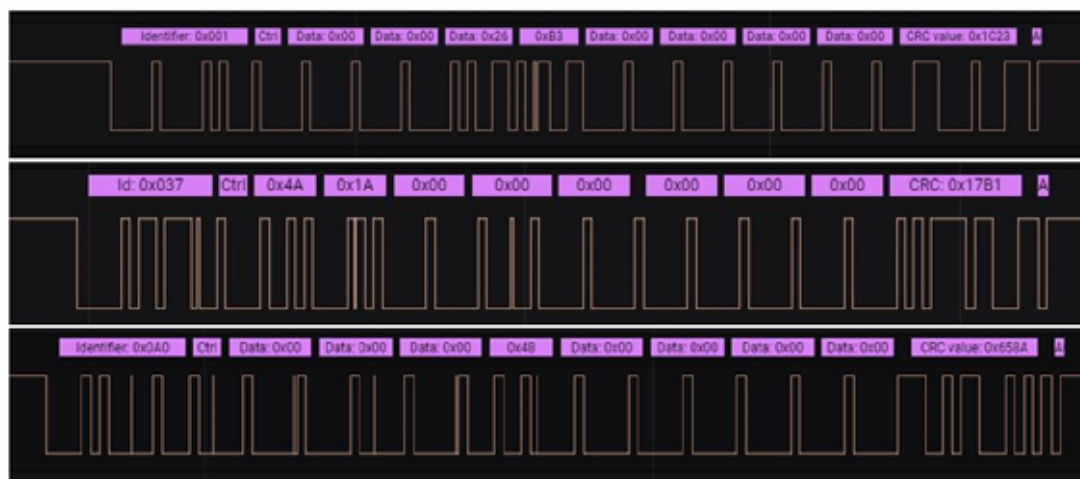 Identifier: 0x001 Ctrl Data: 0x00 Data: 0x00 Data: 0x26 0xB3 Data: 0x00 Data: 0x00 Data: 0x00 Data: 0x00 CRC value: 0x1C23 A
Id: 0x037 Ctrl 0x4A 0x1A 0x00 0x00 0x00 0x00 0x00 0x00 CRC: 0x17B1 A
Identifier: 0x0A0 Ctrl Data: 0x00 Data: 0x00 Data: 0x00 0x48 Data: 0x00 Data: 0x00 Data: 0x00 Data: 0x00 CRC value: 0x658A A